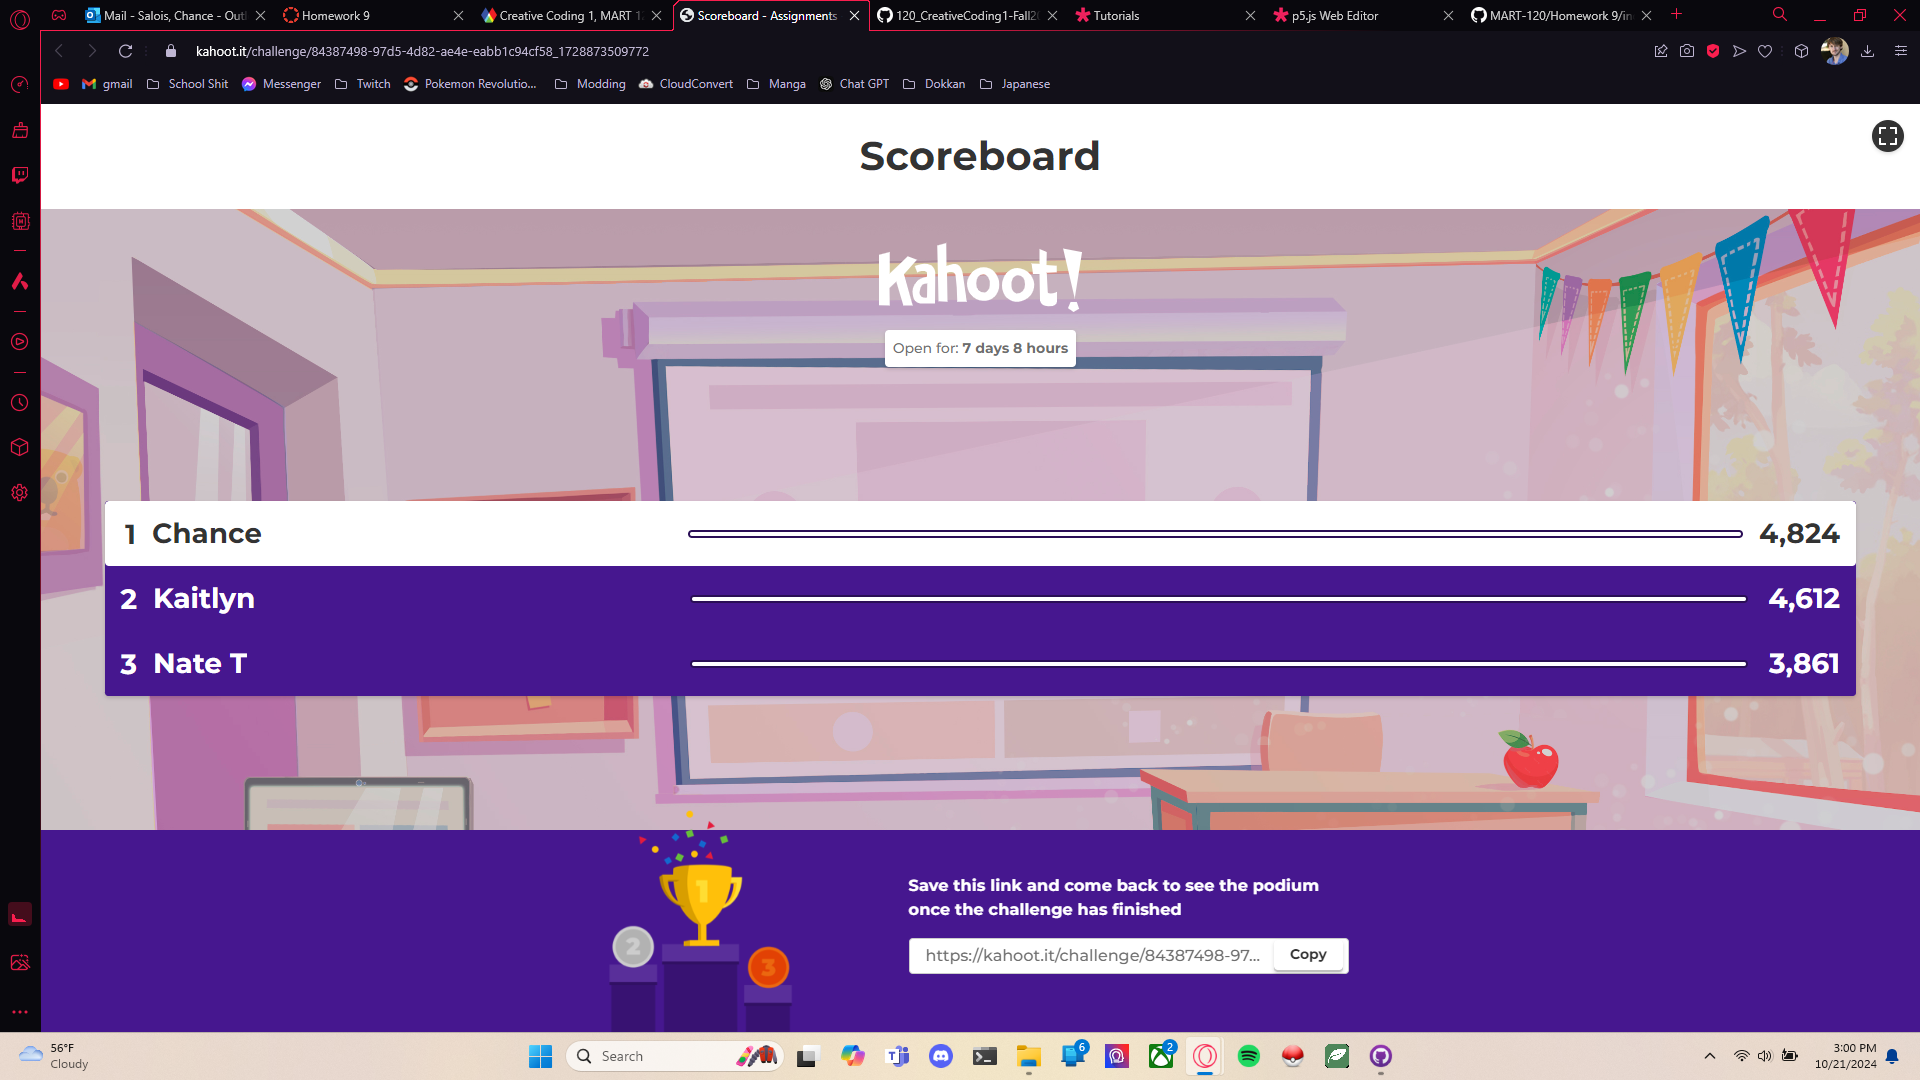 Mail - Salois, Chance - Outl
Homework 9
Creative Coding 1, MART 12
Scoreboard - Assignments
120_CreativeCoding1-Fall20
Tutorials
p5.js Web Editor
MART-120/Homework 9/in
kahoot.it/challenge/84387498-97d5-4d82-ae4e-eabb1c94cf58_1728873509772
gmail
School Shit
Messenger
Twitch
Pokemon Revolutio...
Modding
CloudConvert
Manga
Chat GPT
Dokkan
Japanese
Scoreboard
Kahoot!
Open for: 7 days 8 hours
1 Chance 4,824
2 Kaitlyn 4,612
3 Nate T 3,861
1
2
3
Save this link and come back to see the podium
once the challenge has finished
https://kahoot.it/challenge/84387498-97...
Copy
56°F
Cloudy
Search
6
2
3:00 PM
10/21/2024